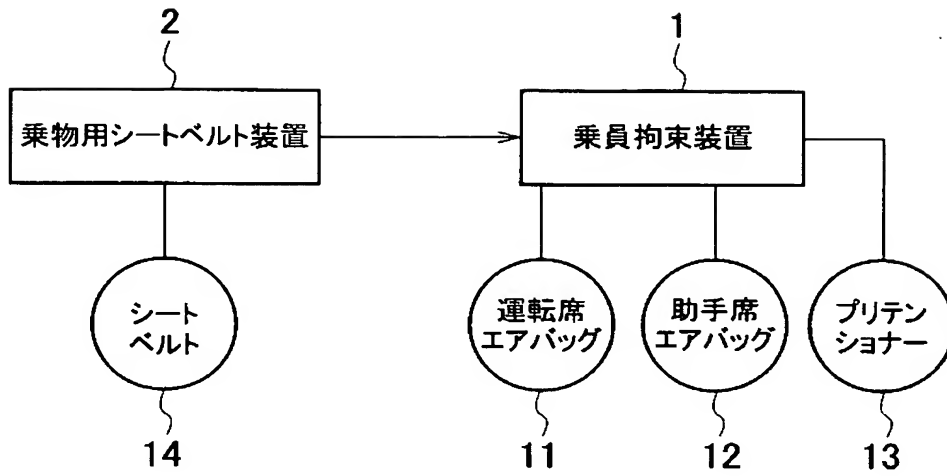 2
1
乗物用シートベルト装置
乗員拘束装置
シート
ベルト
運転席
エアバッグ
助手席
エアバッグ
プリテン
ショナー
14
11
12
13